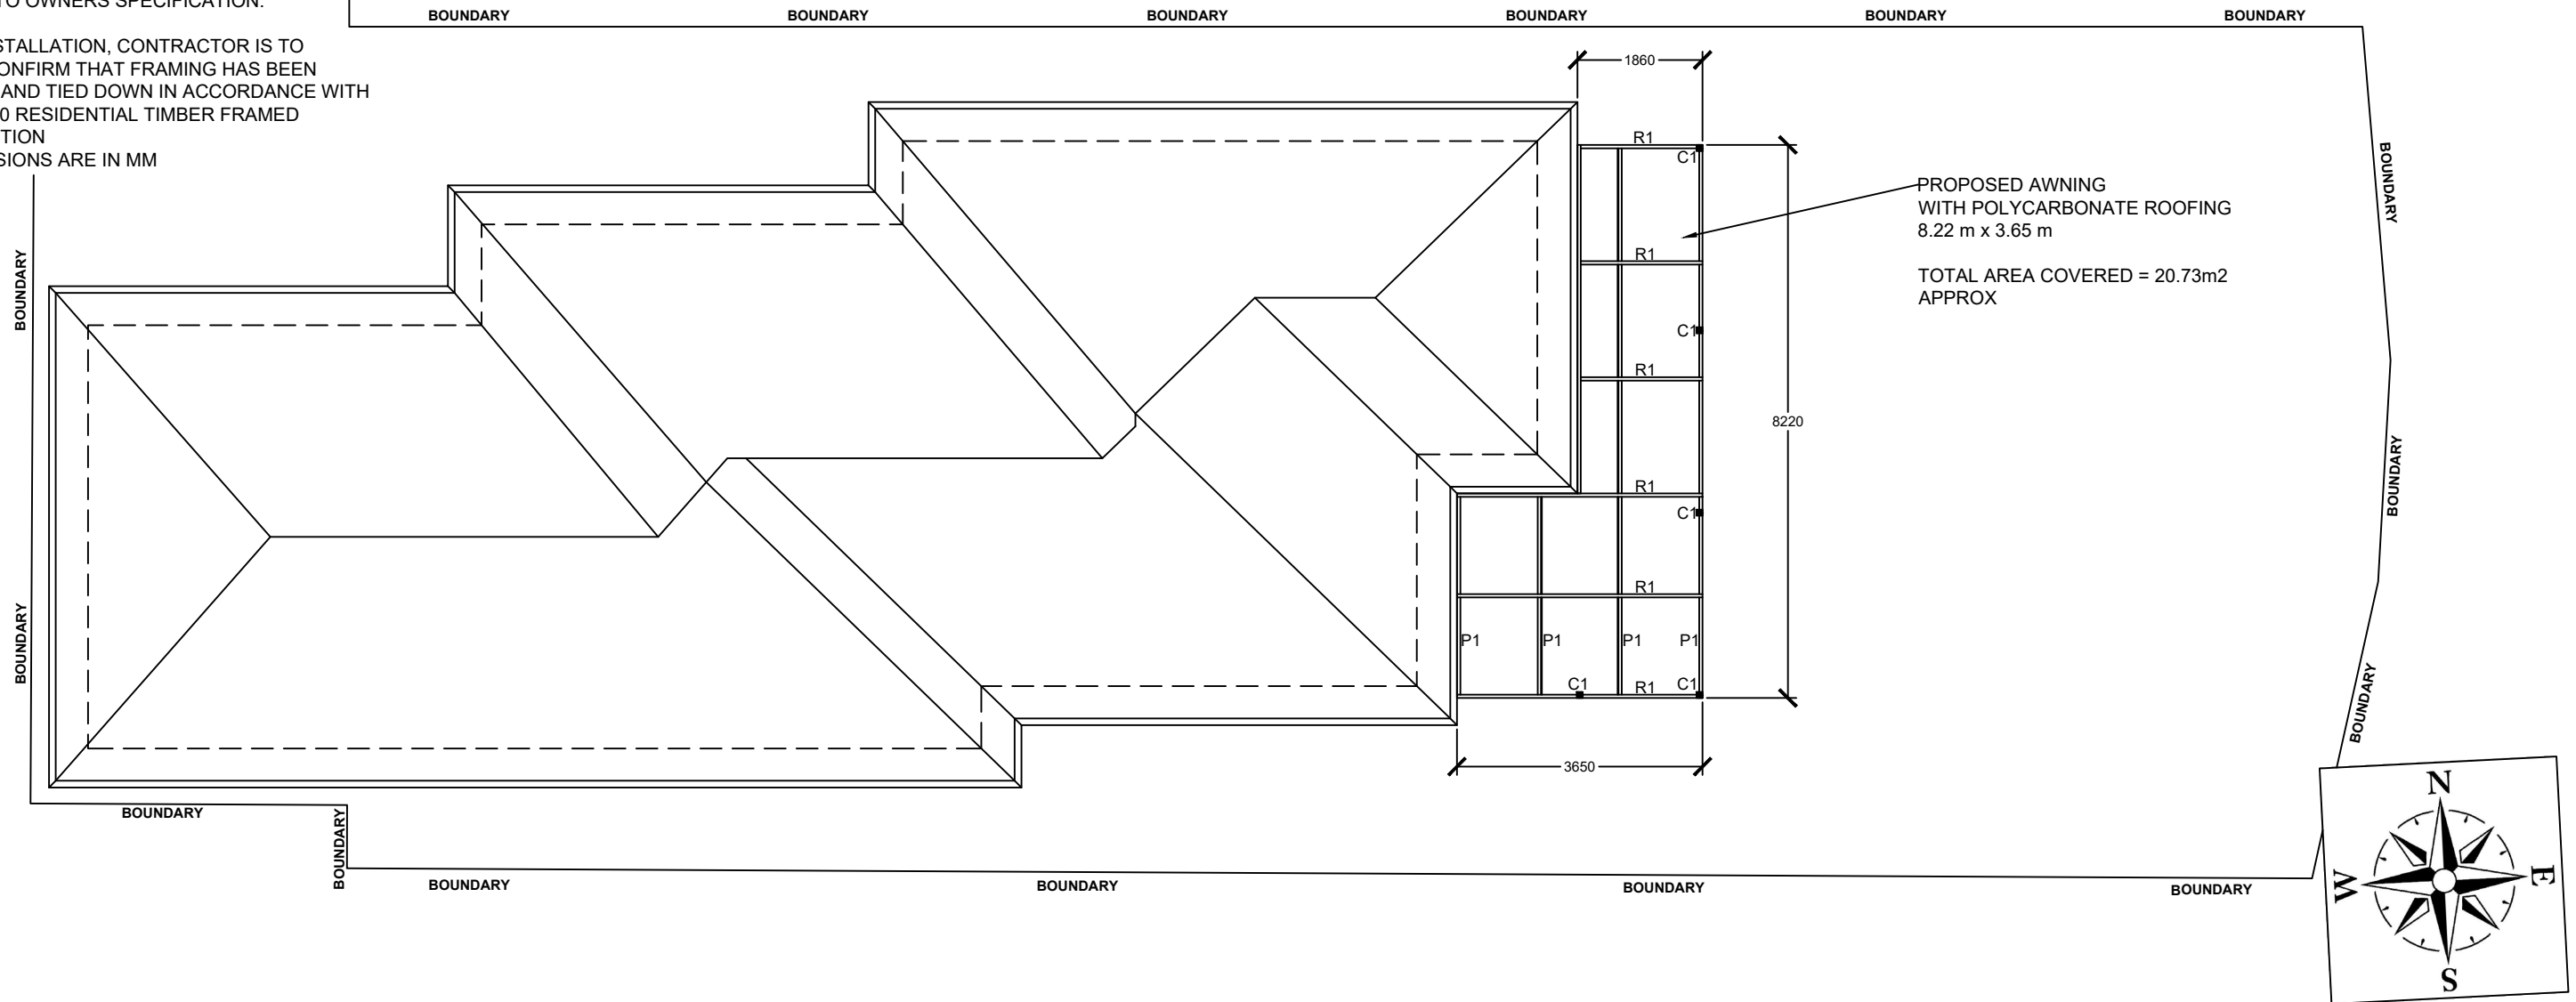 TO OWNERS SPECIFICATION.
STALLATION, CONTRACTOR IS TO
ONFIRM THAT FRAMING HAS BEEN
AND TIED DOWN IN ACCORDANCE WITH
0 RESIDENTIAL TIMBER FRAMED
TION
SIONS ARE IN MM
BOUNDARY
BOUNDARY
BOUNDARY
BOUNDARY
BOUNDARY
BOUNDARY
1860
R1
C1
PROPOSED AWNING
WITH POLYCARBONATE ROOFING
8.22 m x 3.65 m
TOTAL AREA COVERED = 20.73m2
APPROX
BOUNDARY
BOUNDARY
R1
C1
R1
8220
BOUNDARY
R1
C1
R1
BOUNDARY
P1
P1
P1
P1
C1
R1
C1
BOUNDARY
3650
BOUNDARY
BOUNDARY
BOUNDARY
BOUNDARY
BOUNDARY
BOUNDARY
N
E
S
W